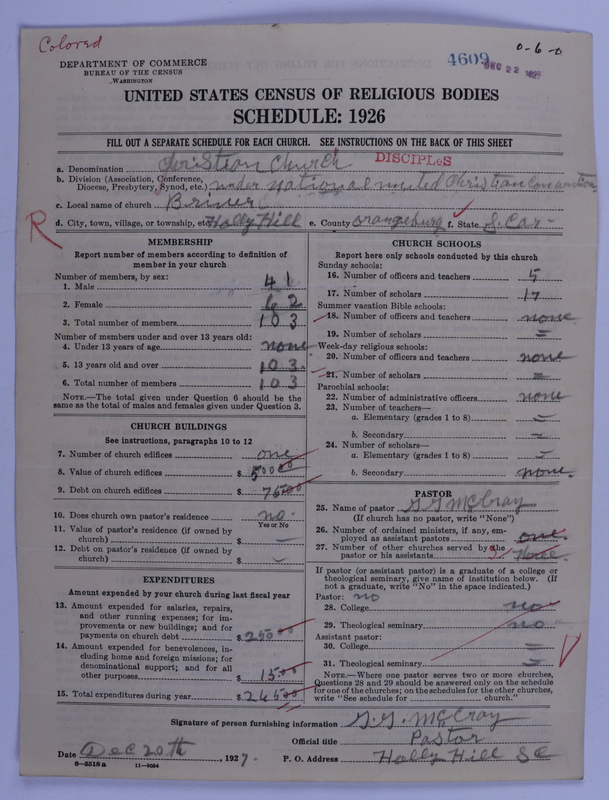 Colored
4609
DEC 22 1927
0-6-0
DEPARTMENT OF COMMERCE
BUREAU OF THE CENSUS
WASHINGTON
UNITED STATES CENSUS OF RELIGIOUS BODIES
SCHEDULE: 1926
FILL OUT A SEPARATE SCHEDULE FOR EACH CHURCH. SEE INSTRUCTIONS ON THE BACK OF THIS SHEET
a. Denomination Christean Church DISCIPLeS
b. Division (Association, Conference, Diocese, Presbytery, Synod, etc.) under national united Christian Convention
c. Local name of church
R
d. City, town, village, or township, etc. Holly Hill e. County Orangeburg f. State S. Car-
MEMBERSHIP
Report number of members according to definition of member in your church
Number of members, by sex:
1. Male 41
2. Female 62
3. Total number of members 103
Number of members under and over 13 years old:
4. Under 13 years of age none
5. 13 years old and over 103
6. Total number of members 103
NOTE.—The total given under Question 6 should be the same as the total of males and females given under Question 3.
CHURCH BUILDINGS
See instructions, paragraphs 10 to 12
7. Number of church edifices one
8. Value of church edifices $ 500 00
9. Debt on church edifices $ 75 00
10. Does church own pastor's residence no.
Yes or No
11. Value of pastor's residence (if owned by church) $ —
12. Debt on pastor's residence (if owned by church) $ —
EXPENDITURES
Amount expended by your church during last fiscal year
13. Amount expended for salaries, repairs, and other running expenses; for improvements or new buildings; and for payments on church debt $ 250 00
14. Amount expended for benevolences, including home and foreign missions; for denominational support; and for all other purposes $ 15 00
15. Total expenditures during year $ 265 00
CHURCH SCHOOLS
Report here only schools conducted by this church
Sunday schools:
16. Number of officers and teachers 5
17. Number of scholars 17
Summer vacation Bible schools:
18. Number of officers and teachers none
19. Number of scholars =
Week-day religious schools:
20. Number of officers and teachers none
21. Number of scholars =
Parochial schools:
22. Number of administrative officers none
23. Number of teachers—
a. Elementary (grades 1 to 8) —
b. Secondary —
24. Number of scholars—
a. Elementary (grades 1 to 8) —
b. Secondary none.
PASTOR
25. Name of pastor G G McCray
(If church has no pastor, write "None")
26. Number of ordained ministers, if any, employed as assistant pastors one.
27. Number of other churches served by the pastor or his assistants 3. Three.
If pastor (or assistant pastor) is a graduate of a college or theological seminary, give name of institution below. (If not a graduate, write "No" in the space indicated.)
Pastor: no
28. College no
29. Theological seminary no
Assistant pastor:
30. College —
31. Theological seminary —
NOTE.—Where one pastor serves two or more churches, Questions 28 and 29 should be answered only on the schedule for one of the churches; on the schedules for the other churches, write "See schedule for church."
Signature of person furnishing information G. G. McCray
Official title Pastor
Date Dec 20th, 1927. P. O. Address Holly Hill SC
8—5518 a 11—9054